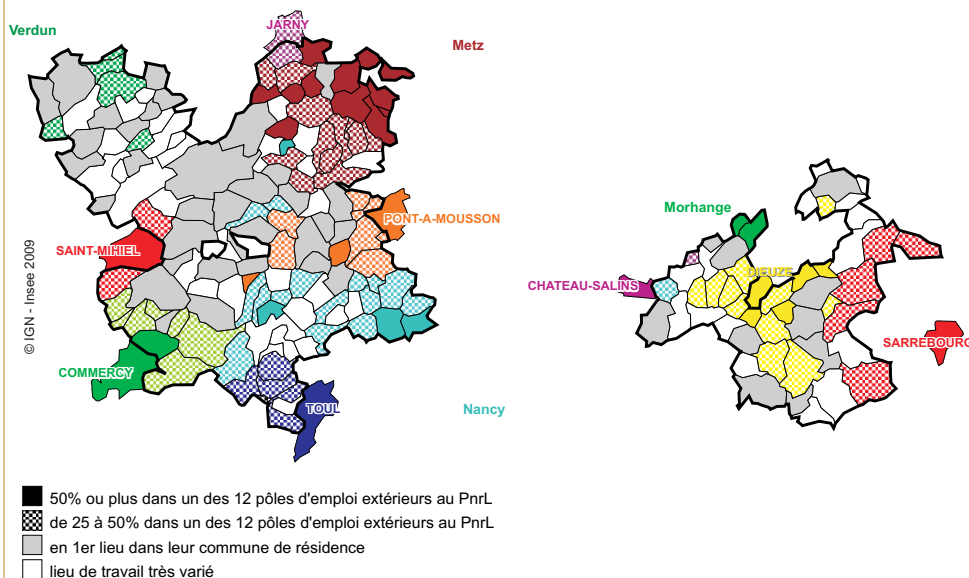 Verdun
JARNY
Metz
PONT-A-MOUSSON
Morhange
SAINT-MIHIEL
DIEUZE
CHATEAU-SALINS
© IGN - Insee 2009
SARREBOURG
COMMERCY
TOUL
Nancy
50% ou plus dans un des 12 pôles d'emploi extérieurs au PnrL
de 25 à 50% dans un des 12 pôles d'emploi extérieurs au PnrL
en 1er lieu dans leur commune de résidence
lieu de travail très varié